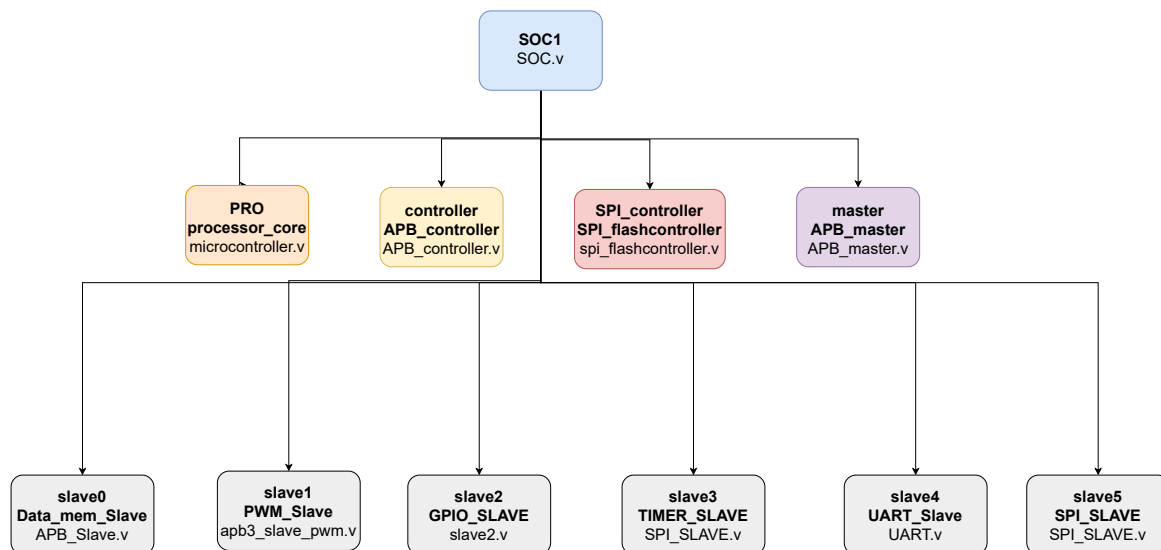 SOC1
SOC.v
PRO
processor_core
microcontroller.v
controller
APB_controller
APB_controller.v
SPI_controller
SPI_flashcontroller
spi_flashcontroller.v
master
APB_master
APB_master.v
slave0
Data_mem_Slave
APB_Slave.v
slave1
PWM_Slave
apb3_slave_pwm.v
slave2
GPIO_SLAVE
slave2.v
slave3
TIMER_SLAVE
SPI_SLAVE.v
slave4
UART_Slave
UART.v
slave5
SPI_SLAVE
SPI_SLAVE.v